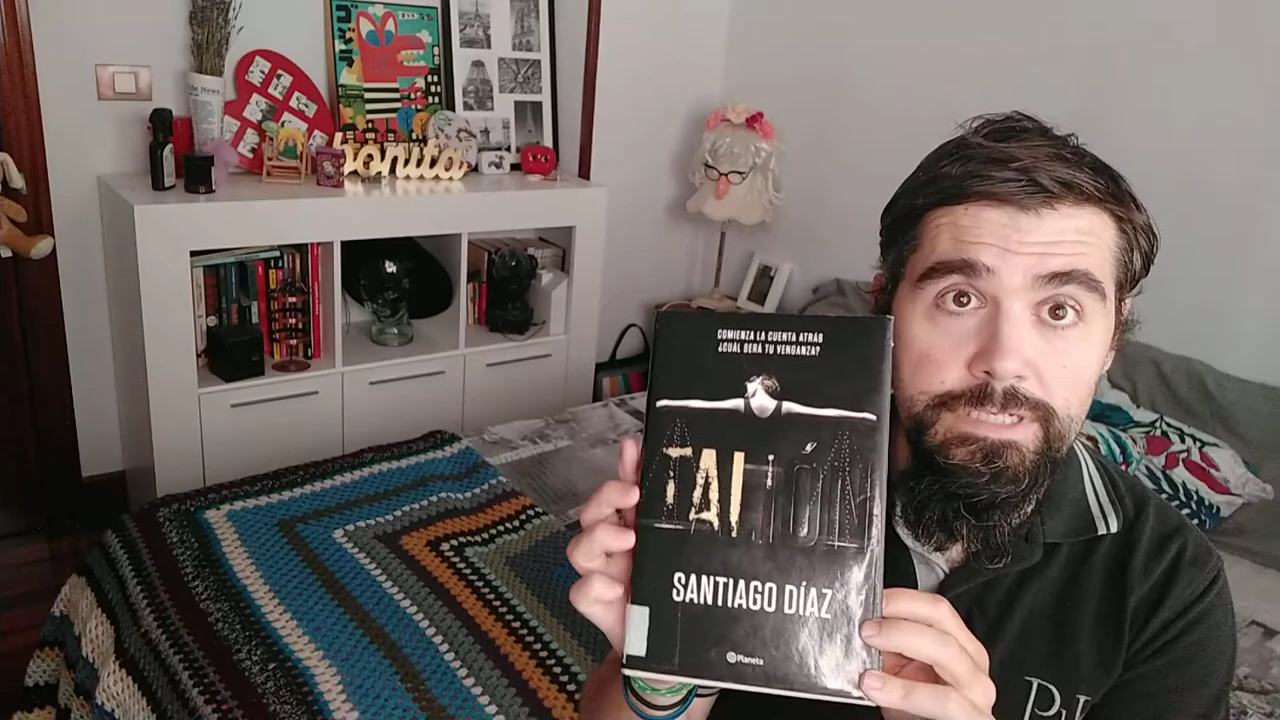 bonita
COMIENZA LA CUENTA ATRÁS
¿CUÁL SERÁ TU VENGANZA?
TALIÓN
SANTIAGO DÍAZ
Planeta